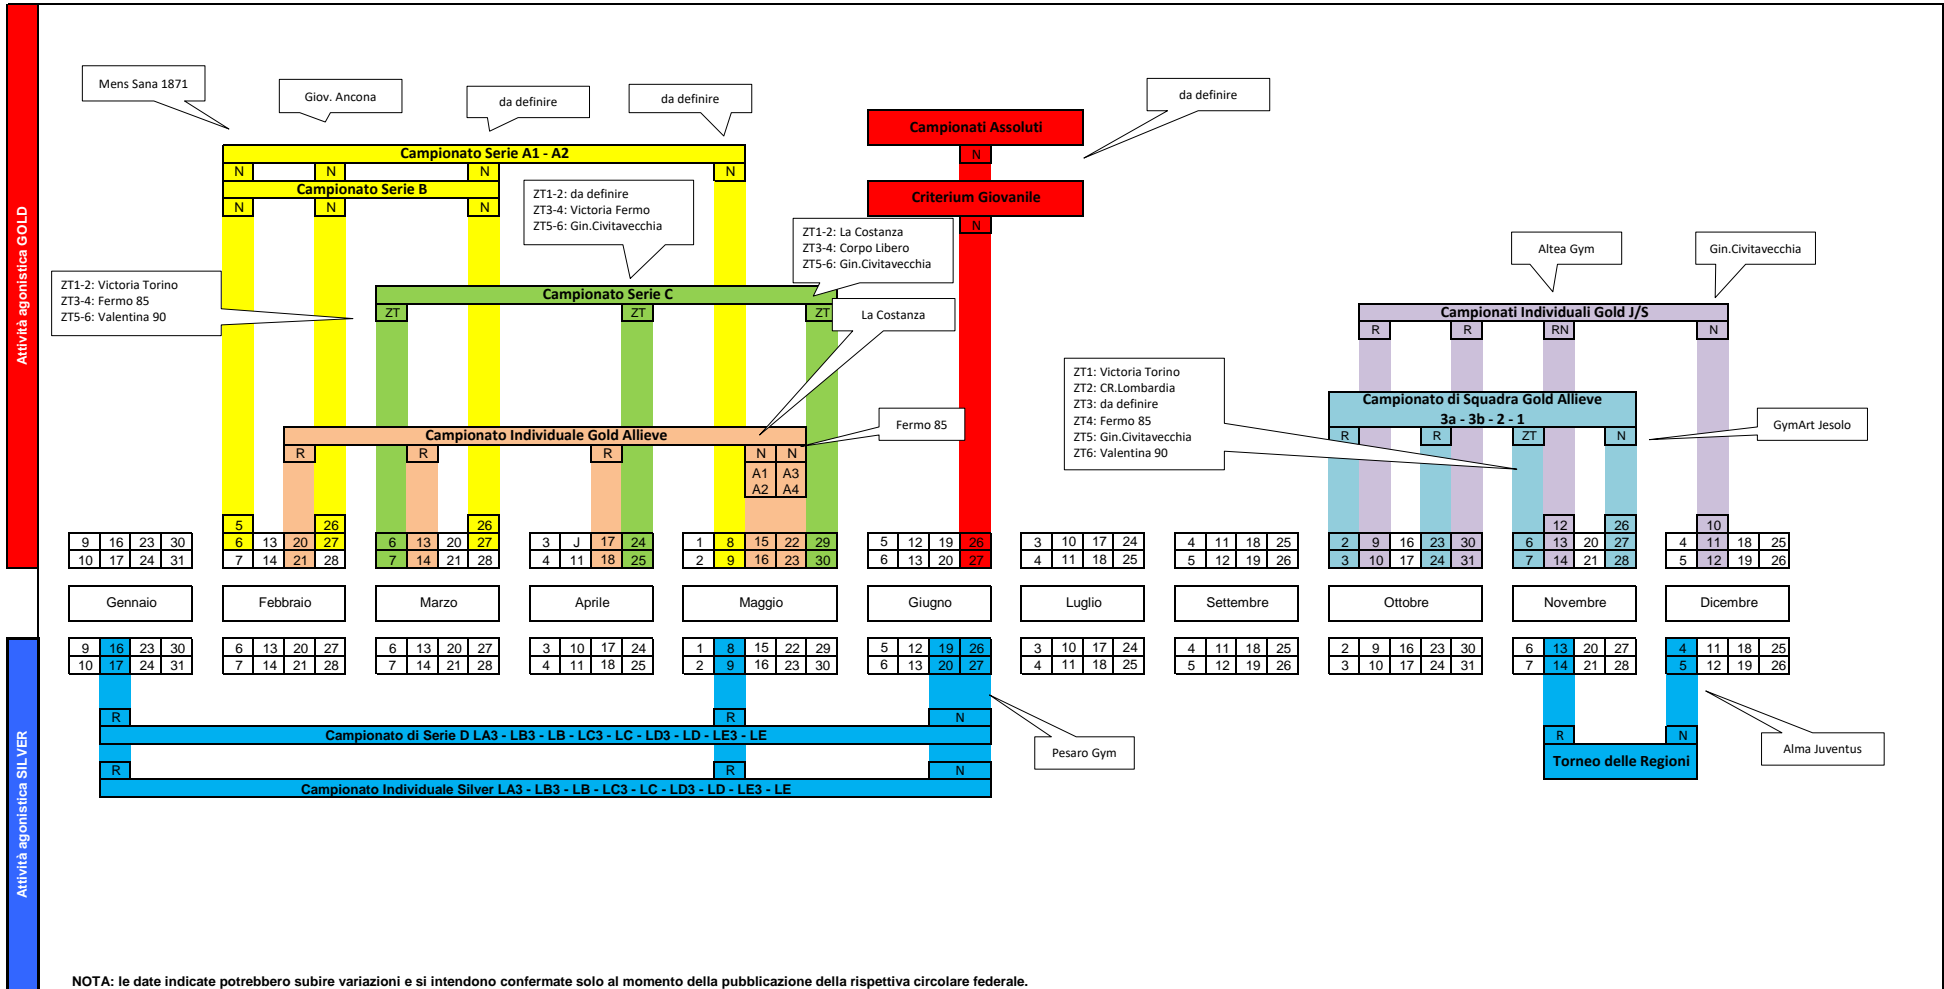 Attività agonistica GOLD
Mens Sana 1871
Giov. Ancona
da definire
da definire
da definire
Campionati Assoluti
N
Campionato Serie A1 - A2
N N N N
Campionato Serie B
N N N
Criterium Giovanile
N
ZT1-2: da definire
ZT3-4: Victoria Fermo
ZT5-6: Gin.Civitavecchia
ZT1-2: La Costanza
ZT3-4: Corpo Libero
ZT5-6: Gin.Civitavecchia
Altea Gym
Gin.Civitavecchia
ZT1-2: Victoria Torino
ZT3-4: Fermo 85
ZT5-6: Valentina 90
Campionato Serie C
ZT ZT ZT
La Costanza
Campionati Individuali Gold J/S
R R RN N
ZT1: Victoria Torino
ZT2: CR.Lombardia
ZT3: da definire
ZT4: Fermo 85
ZT5: Gin.Civitavecchia
ZT6: Valentina 90
Campionato di Squadra Gold Allieve
3a - 3b - 2 - 1
R R ZT N
Fermo 85
GymArt Jesolo
Campionato Individuale Gold Allieve
R R R N N
A1 A3
A2 A4
5 26 26 12 26 10
9 16 23 30 6 13 20 27 6 13 20 27 3 J 17 24 1 8 15 22 29 5 12 19 26 3 10 17 24 4 11 18 25 2 9 16 23 30 6 13 20 27 4 11 18 25
10 17 24 31 7 14 21 28 7 14 21 28 4 11 18 25 2 9 16 23 30 6 13 20 27 4 11 18 25 5 12 19 26 3 10 17 24 31 7 14 21 28 5 12 19 26
Gennaio Febbraio Marzo Aprile Maggio Giugno Luglio Settembre Ottobre Novembre Dicembre
Attività agonistica SILVER
9 16 23 30 6 13 20 27 6 13 20 27 3 10 17 24 1 8 15 22 29 5 12 19 26 3 10 17 24 4 11 18 25 2 9 16 23 30 6 13 20 27 4 11 18 25
10 17 24 31 7 14 21 28 7 14 21 28 4 11 18 25 2 9 16 23 30 6 13 20 27 4 11 18 25 5 12 19 26 3 10 17 24 31 7 14 21 28 5 12 19 26
R R N
Campionato di Serie D LA3 - LB3 - LB - LC3 - LC - LD3 - LD - LE3 - LE
R R N
Campionato Individuale Silver LA3 - LB3 - LB - LC3 - LC - LD3 - LD - LE3 - LE
Pesaro Gym
R N
Torneo delle Regioni
Alma Juventus
NOTA: le date indicate potrebbero subire variazioni e si intendono confermate solo al momento della pubblicazione della rispettiva circolare federale.